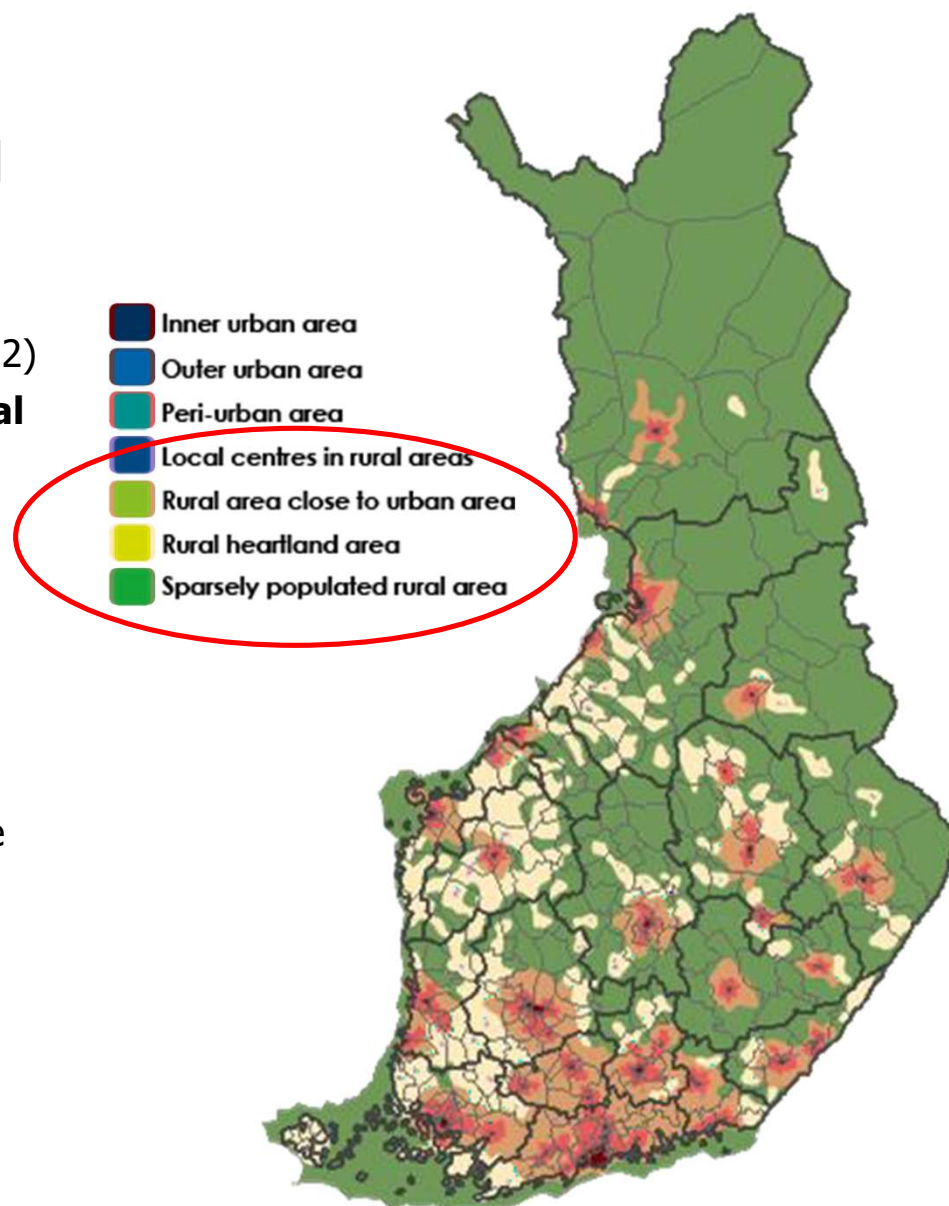 2)
al
e
Inner urban area
Outer urban area
Peri-urban area
Local centres in rural areas
Rural area close to urban area
Rural heartland area
Sparsely populated rural area